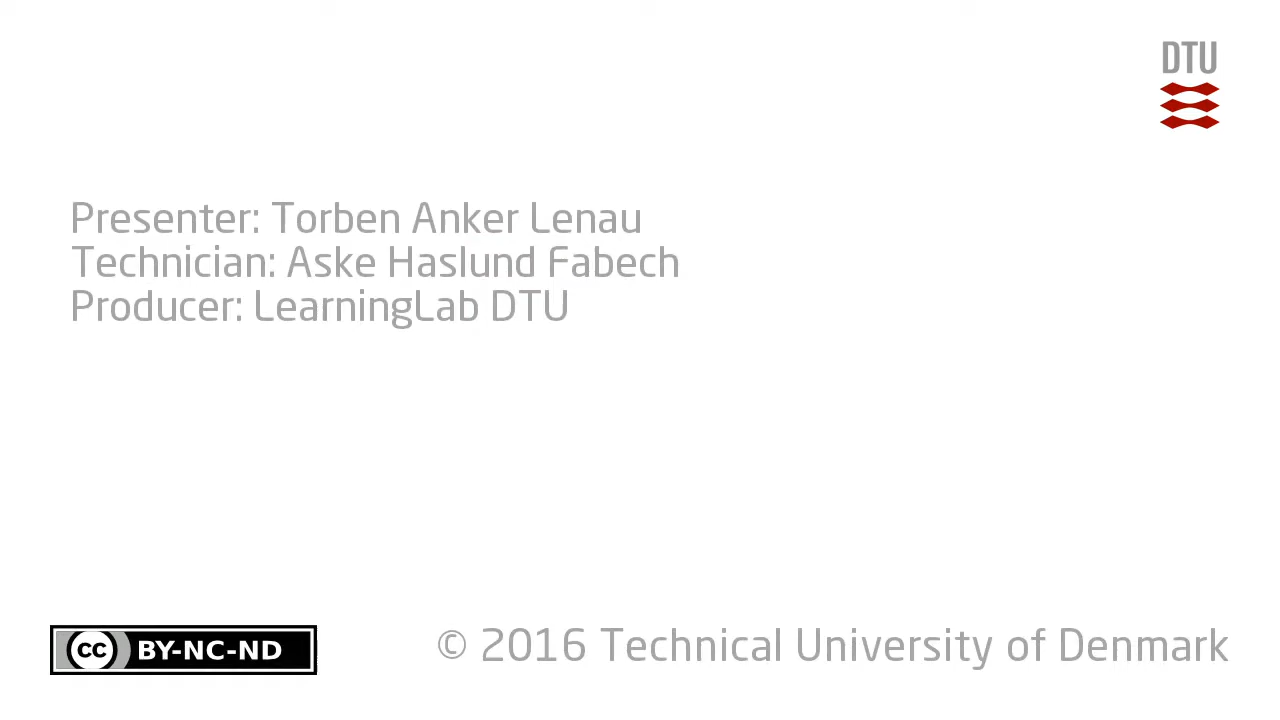 DTU
Presenter: Torben Anker Lenau
Technician: Aske Haslund Fabech
Producer: LearningLab DTU
cc BY-NC-ND
© 2016 Technical University of Denmark